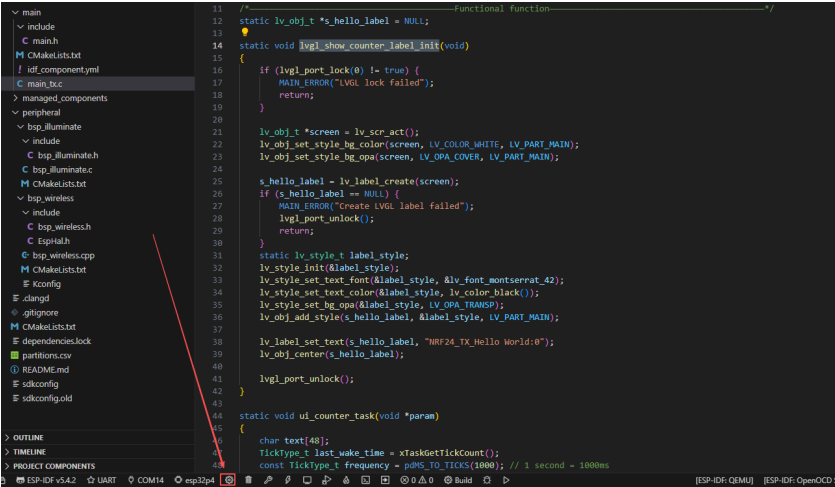 main
include
C main.h
M CMakeLists.txt
! idf_component.yml
C main_tx.c
managed_components
peripheral
bsp_illuminate
include
C bsp_illuminate.h
C bsp_illuminate.c
M CMakeLists.txt
bsp_wireless
include
C bsp_wireless.h
C EspHal.h
bsp_wireless.cpp
M CMakeLists.txt
Kconfig
.clangd
.gitignore
M CMakeLists.txt
dependencies.lock
partitions.csv
README.md
sdkconfig
sdkconfig.old
OUTLINE
TIMELINE
PROJECT COMPONENTS
11 /*————Functional function————*/
12 static lv_obj_t *s_hello_label = NULL;
13
14 static void lvgl_show_counter_label_init(void)
15 {
16 if (lvgl_port_lock(0) != true) {
17 MAIN_ERROR("LVGL lock failed");
18 return;
19 }
20
21 lv_obj_t *screen = lv_scr_act();
22 lv_obj_set_style_bg_color(screen, LV_COLOR_WHITE, LV_PART_MAIN);
23 lv_obj_set_style_bg_opa(screen, LV_OPA_COVER, LV_PART_MAIN);
24
25 s_hello_label = lv_label_create(screen);
26 if (s_hello_label == NULL) {
27 MAIN_ERROR("Create LVGL label failed");
28 lvgl_port_unlock();
29 return;
30 }
31 static lv_style_t label_style;
32 lv_style_init(&label_style);
33 lv_style_set_text_font(&label_style, &lv_font_montserrat_42);
34 lv_style_set_text_color(&label_style, lv_color_black());
35 lv_style_set_bg_opa(&label_style, LV_OPA_TRANSP);
36 lv_obj_add_style(s_hello_label, &label_style, LV_PART_MAIN);
37
38 lv_label_set_text(s_hello_label, "NRF24_TX_Hello World:0");
39 lv_obj_center(s_hello_label);
40
41 lvgl_port_unlock();
42 }
43
44 static void ui_counter_task(void *param)
45 {
46 char text[48];
47 TickType_t last_wake_time = xTaskGetTickCount();
48 const TickType_t frequency = pdMS_TO_TICKS(1000); // 1 second = 1000ms
ESP-IDF v5.4.2 UART COM14 esp32p4 0 0 Build [ESP-IDF: QEMU] [ESP-IDF: OpenOCD